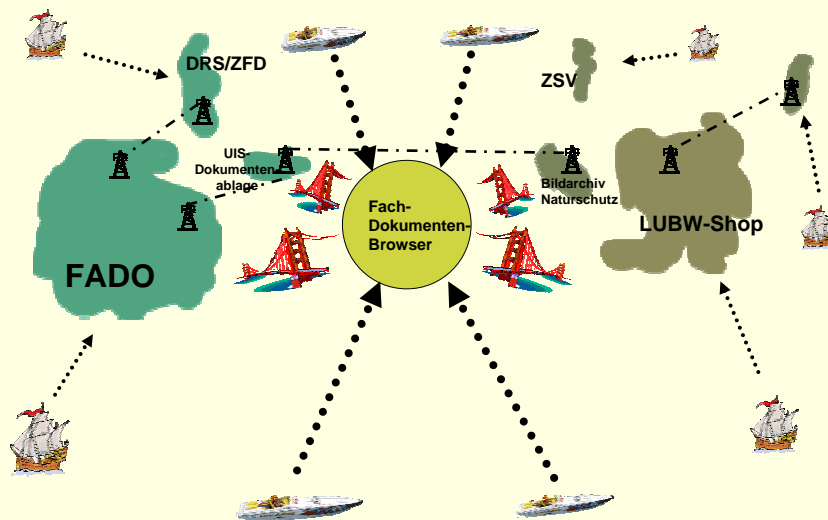 DRS/ZFD
ZSV
UIS-
Dokumenten-
ablage
Bildarchiv
Naturschutz
Fach-
Dokumenten-
Browser
LUBW-Shop
FADO